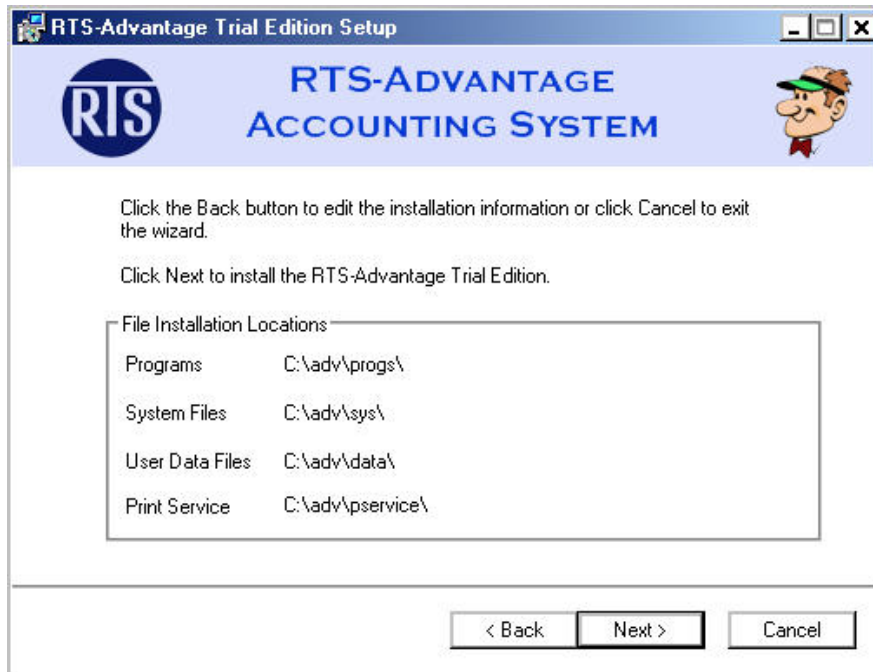 RTS-Advantage Trial Edition Setup
RTS
RTS-ADVANTAGE
ACCOUNTING SYSTEM
Click the Back button to edit the installation information or click Cancel to exit
the wizard.
Click Next to install the RTS-Advantage Trial Edition.
File Installation Locations
Programs C:\adv\progs\
System Files C:\adv\sys\
User Data Files C:\adv\data\
Print Service C:\adv\pservice\
< Back Next > Cancel